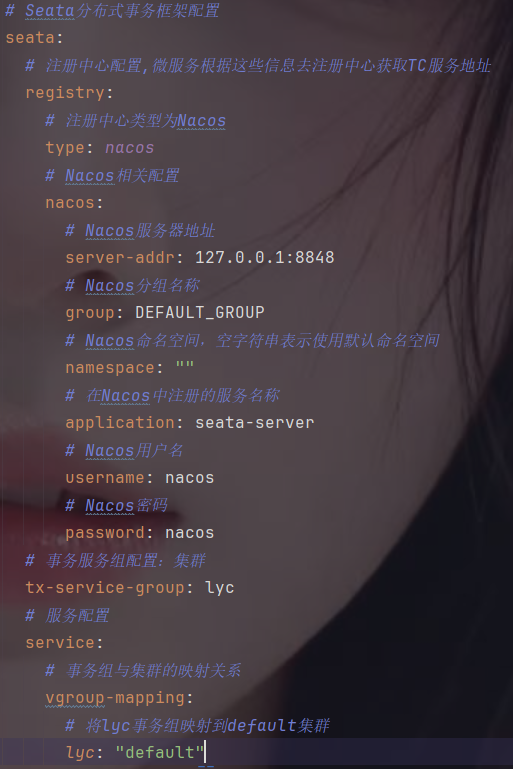 # Seata分布式事务框架配置
seata:
  # 注册中心配置,微服务根据这些信息去注册中心获取TC服务地址
  registry:
    # 注册中心类型为Nacos
    type: nacos
    # Nacos相关配置
    nacos:
      # Nacos服务器地址
      server-addr: 127.0.0.1:8848
      # Nacos分组名称
      group: DEFAULT_GROUP
      # Nacos命名空间，空字符串表示使用默认命名空间
      namespace: ""
      # 在Nacos中注册的服务名称
      application: seata-server
      # Nacos用户名
      username: nacos
      # Nacos密码
      password: nacos
  # 事务服务组配置：集群
  tx-service-group: lyc
  # 服务配置
  service:
    # 事务组与集群的映射关系
    vgroup-mapping:
      # 将lyc事务组映射到default集群
      lyc: "default"